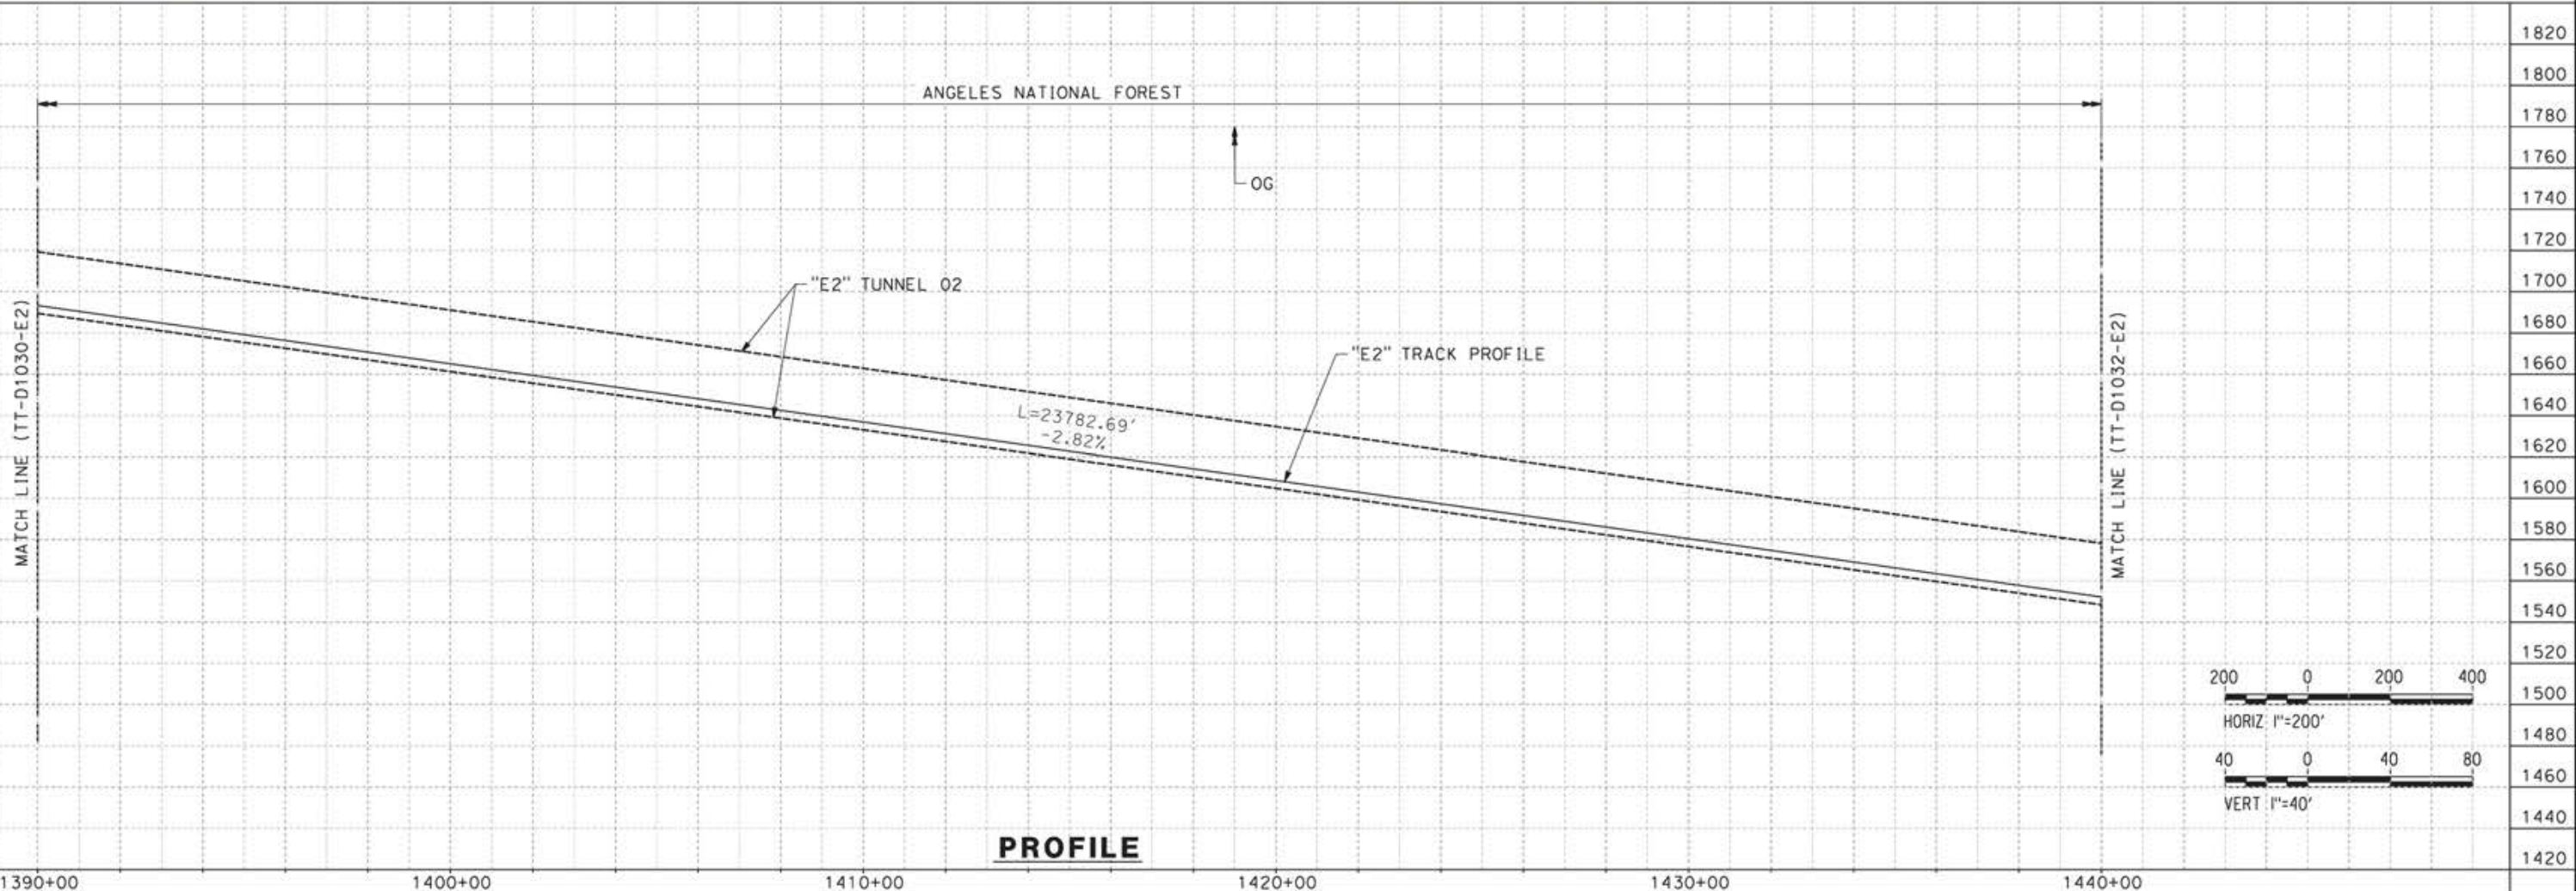 1820
1800
ANGELES NATIONAL FOREST
1780
1760
OG
1740
1720
1700
"E2" TUNNEL 02
1680
"E2" TRACK PROFILE
1660
1640
L=23782.69'
-2.82%
1620
1600
1580
1560
1540
1520
1500
1480
1460
1440
1420
MATCH LINE (TT-D1030-E2)
MATCH LINE (TT-D1032-E2)
200 0 200 400
HORIZ 1"=200'
40 0 40 80
VERT 1"=40'
PROFILE
1390+00 1400+00 1410+00 1420+00 1430+00 1440+00